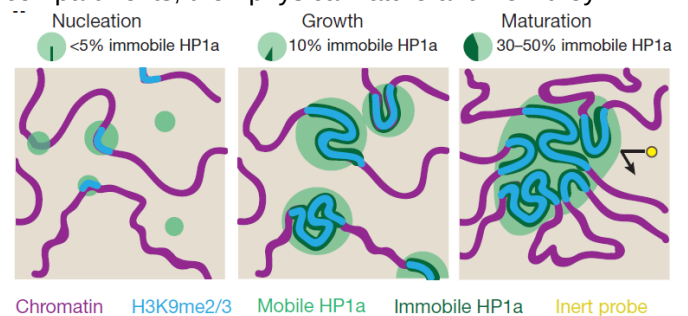 Nucleation Growth Maturation
<5% immobile HP1a 10% immobile HP1a 30–50% immobile HP1a
Chromatin H3K9me2/3 Mobile HP1a Immobile HP1a Inert probe